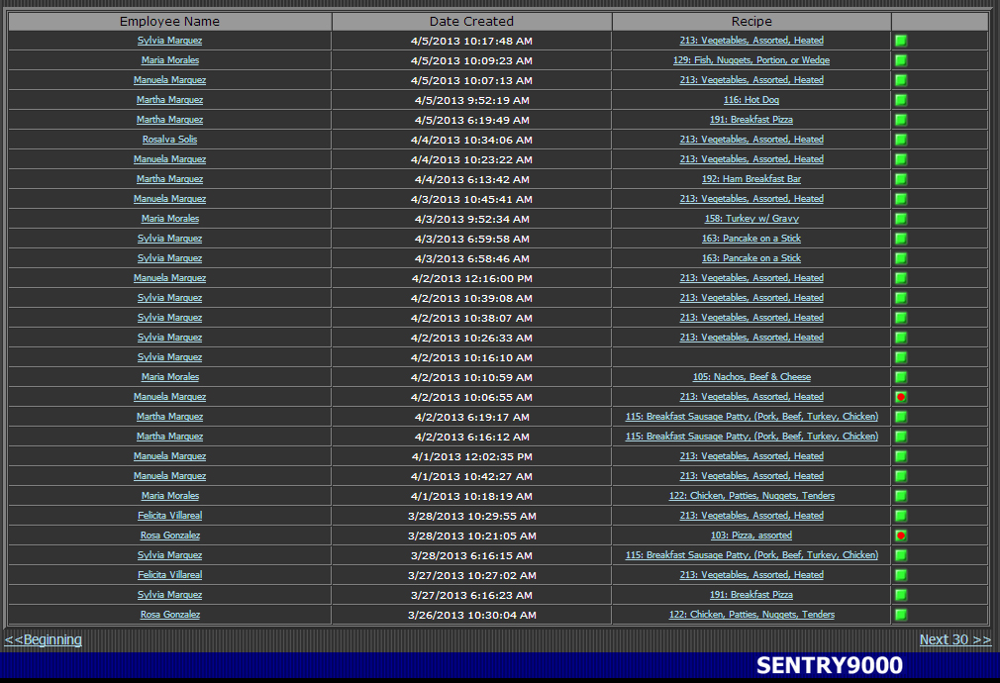 Employee Name Date Created Recipe
Sylvia Marquez 4/5/2013 10:17:48 AM 213: Vegetables, Assorted, Heated
Maria Morales 4/5/2013 10:09:23 AM 129: Fish, Nuggets, Portion, or Wedge
Manuela Marquez 4/5/2013 10:07:13 AM 213: Vegetables, Assorted, Heated
Martha Marquez 4/5/2013 9:52:19 AM 116: Hot Dog
Martha Marquez 4/5/2013 6:19:49 AM 191: Breakfast Pizza
Rosalva Solis 4/4/2013 10:34:06 AM 213: Vegetables, Assorted, Heated
Manuela Marquez 4/4/2013 10:23:22 AM 213: Vegetables, Assorted, Heated
Martha Marquez 4/4/2013 6:13:42 AM 192: Ham Breakfast Bar
Manuela Marquez 4/3/2013 10:45:41 AM 213: Vegetables, Assorted, Heated
Maria Morales 4/3/2013 9:52:34 AM 158: Turkey w/ Gravy
Sylvia Marquez 4/3/2013 6:59:58 AM 163: Pancake on a Stick
Sylvia Marquez 4/3/2013 6:58:46 AM 163: Pancake on a Stick
Manuela Marquez 4/2/2013 12:16:00 PM 213: Vegetables, Assorted, Heated
Sylvia Marquez 4/2/2013 10:39:08 AM 213: Vegetables, Assorted, Heated
Sylvia Marquez 4/2/2013 10:38:07 AM 213: Vegetables, Assorted, Heated
Sylvia Marquez 4/2/2013 10:26:33 AM 213: Vegetables, Assorted, Heated
Sylvia Marquez 4/2/2013 10:16:10 AM
Maria Morales 4/2/2013 10:10:59 AM 105: Nachos, Beef & Cheese
Manuela Marquez 4/2/2013 10:06:55 AM 213: Vegetables, Assorted, Heated
Martha Marquez 4/2/2013 6:19:17 AM 115: Breakfast Sausage Patty, (Pork, Beef, Turkey, Chicken)
Martha Marquez 4/2/2013 6:16:12 AM 115: Breakfast Sausage Patty, (Pork, Beef, Turkey, Chicken)
Manuela Marquez 4/1/2013 12:02:35 PM 213: Vegetables, Assorted, Heated
Manuela Marquez 4/1/2013 10:42:27 AM 213: Vegetables, Assorted, Heated
Maria Morales 4/1/2013 10:18:19 AM 122: Chicken, Patties, Nuggets, Tenders
Felicita Villareal 3/28/2013 10:29:55 AM 213: Vegetables, Assorted, Heated
Rosa Gonzalez 3/28/2013 10:21:05 AM 103: Pizza, assorted
Sylvia Marquez 3/28/2013 6:16:15 AM 115: Breakfast Sausage Patty, (Pork, Beef, Turkey, Chicken)
Felicita Villareal 3/27/2013 10:27:02 AM 213: Vegetables, Assorted, Heated
Sylvia Marquez 3/27/2013 6:16:23 AM 191: Breakfast Pizza
Rosa Gonzalez 3/26/2013 10:30:04 AM 122: Chicken, Patties, Nuggets, Tenders
<<Beginning Next 30 >>
SENTRY9000